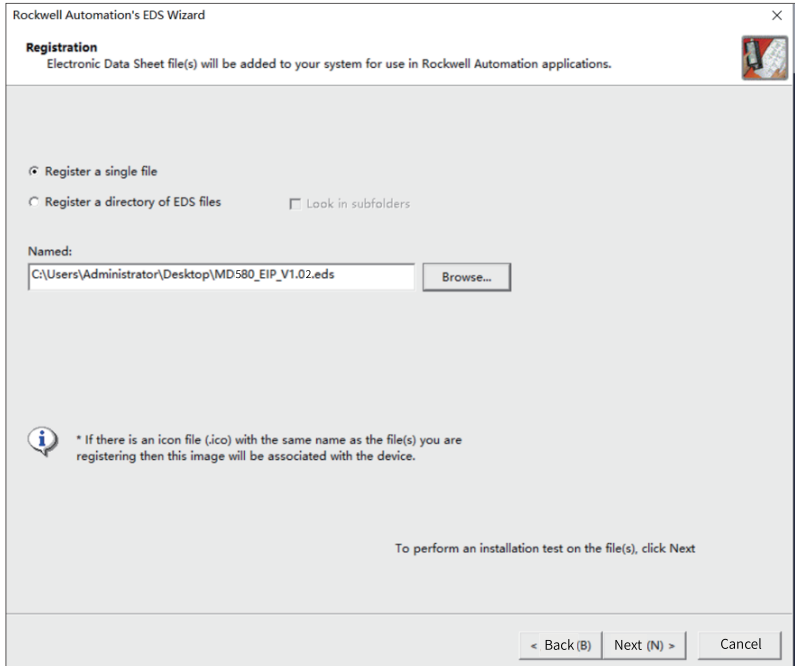 Rockwell Automation's EDS Wizard
Registration
Electronic Data Sheet file(s) will be added to your system for use in Rockwell Automation applications.
Register a single file
Register a directory of EDS files
Look in subfolders
Named:
C:\Users\Administrator\Desktop\MD580_EIP_V1.02.eds
Browse...
* If there is an icon file (.ico) with the same name as the file(s) you are
registering then this image will be associated with the device.
To perform an installation test on the file(s), click Next
< Back (B)
Next (N) >
Cancel